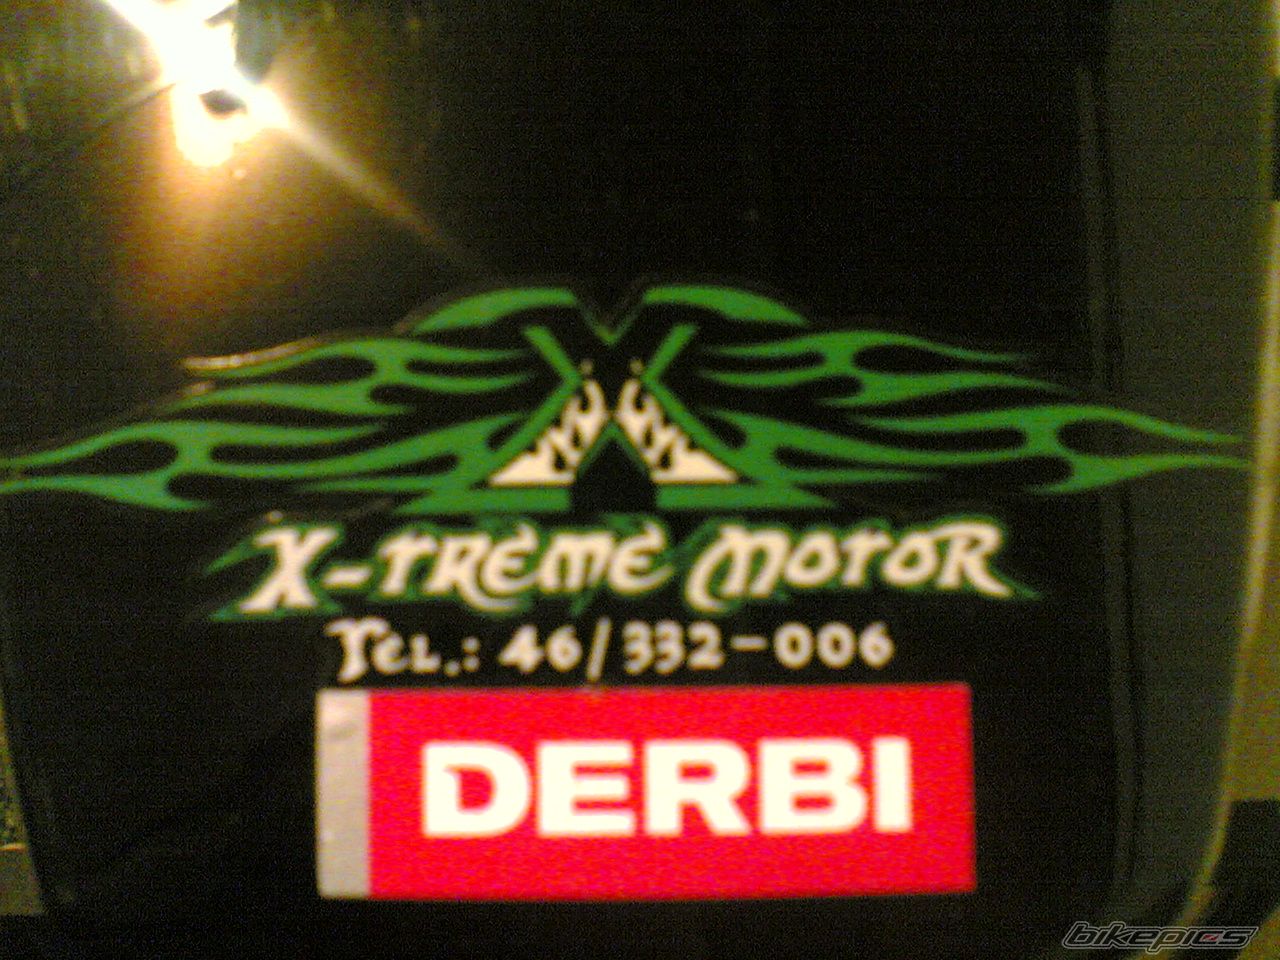 X-TREME MOTOR
TEL.: 46/332-006
DERBI
bikepics